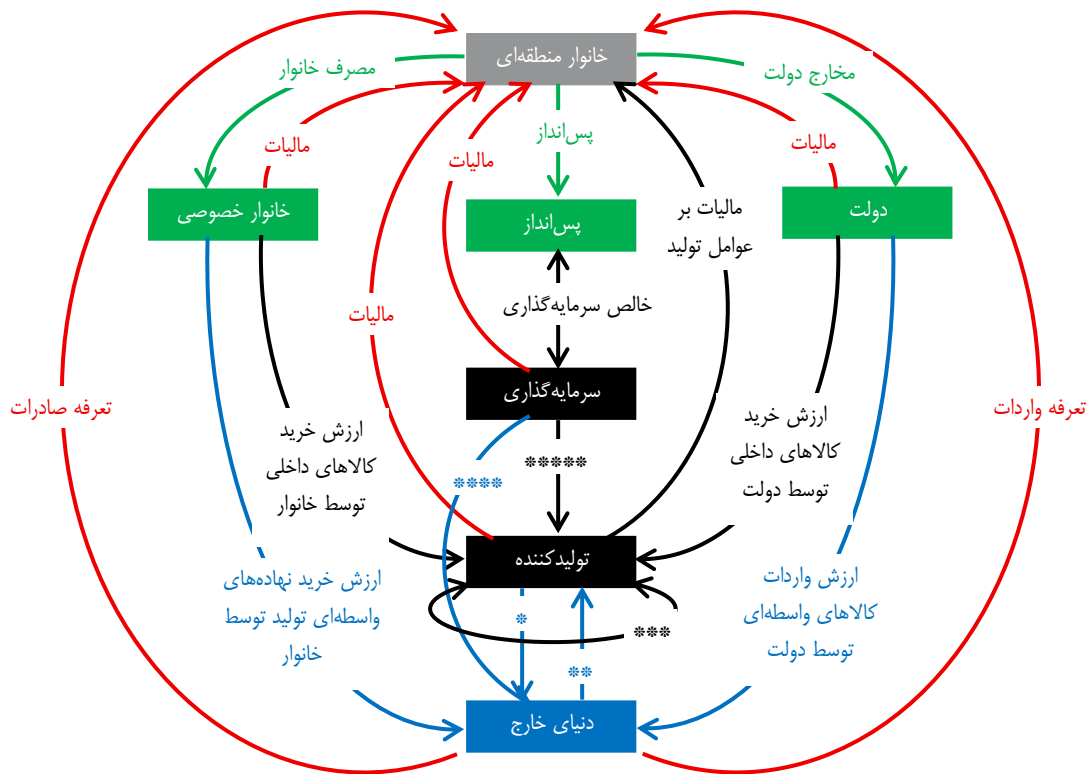 خانوار منطقه‌ای
مصرف خانوار
مخارج دولت
مالیات
مالیات
مالیات
پس‌انداز
خانوار خصوصی
پس‌انداز
دولت
مالیات بر
عوامل تولید
خالص سرمایه‌گذاری
مالیات
سرمایه‌گذاری
تعرفه صادرات
تعرفه واردات
ارزش خرید
کالاهای داخلی
توسط خانوار
ارزش خرید
کالاهای داخلی
توسط دولت
*****
****
تولیدکننده
ارزش خرید نهاده‌های
واسطه‌ای تولید توسط
خانوار
ارزش واردات
کالاهای واسطه‌ای
توسط دولت
*
***
**
دنیای خارج